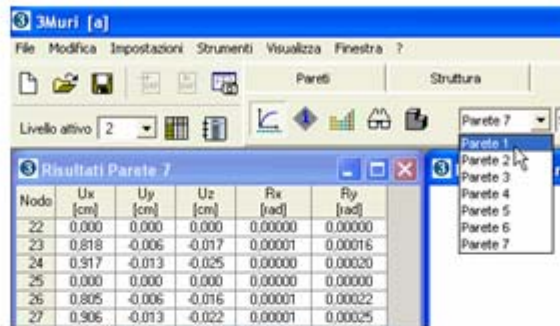 3Muri [a]
File Modifica Impostazioni Strumenti Visualizza Finestra ?
Pareti Struttura
Livello attivo 2 Parete 7
Parete 1
Parete 2
Parete 3
Parete 4
Parete 5
Parete 6
Parete 7
Risultati Parete 7
Nodo Ux [cm] Uy [cm] Uz [cm] Rx [rad] Ry [rad]
22 0,000 0,000 0,000 0,00000 0,00000
23 0,818 -0,006 -0,017 0,00001 0,00016
24 0,917 -0,013 -0,025 0,00000 0,00020
25 0,000 0,000 0,000 0,00000 0,00000
26 0,805 -0,006 -0,016 0,00001 0,00022
27 0,906 -0,013 -0,022 0,00001 0,00025